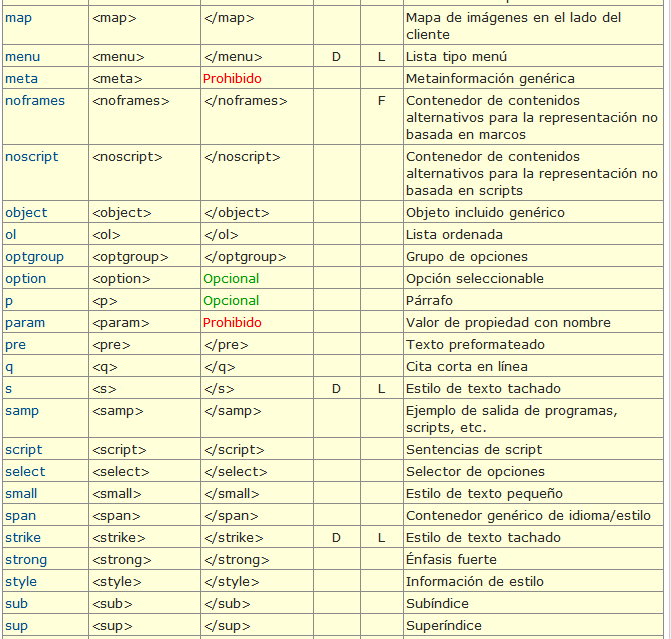 map <map> </map> Mapa de imágenes en el lado del
cliente
menu <menu> </menu> D L Lista tipo menú
meta <meta> Prohibido Metainformación genérica
noframes <noframes> </noframes> F Contenedor de contenidos
alternativos para la representación no
basada en marcos
noscript <noscript> </noscript> Contenedor de contenidos
alternativos para la representación no
basada en scripts
object <object> </object> Objeto incluido genérico
ol <ol> </ol> Lista ordenada
optgroup <optgroup> </optgroup> Grupo de opciones
option <option> Opcional Opción seleccionable
p <p> Opcional Párrafo
param <param> Prohibido Valor de propiedad con nombre
pre <pre> </pre> Texto preformateado
q <q> </q> Cita corta en línea
s <s> </s> D L Estilo de texto tachado
samp <samp> </samp> Ejemplo de salida de programas,
scripts, etc.
script <script> </script> Sentencias de script
select <select> </select> Selector de opciones
small <small> </small> Estilo de texto pequeño
span <span> </span> Contenedor genérico de idioma/estilo
strike <strike> </strike> D L Estilo de texto tachado
strong <strong> </strong> Énfasis fuerte
style <style> </style> Información de estilo
sub <sub> </sub> Subíndice
sup <sup> </sup> Superíndice